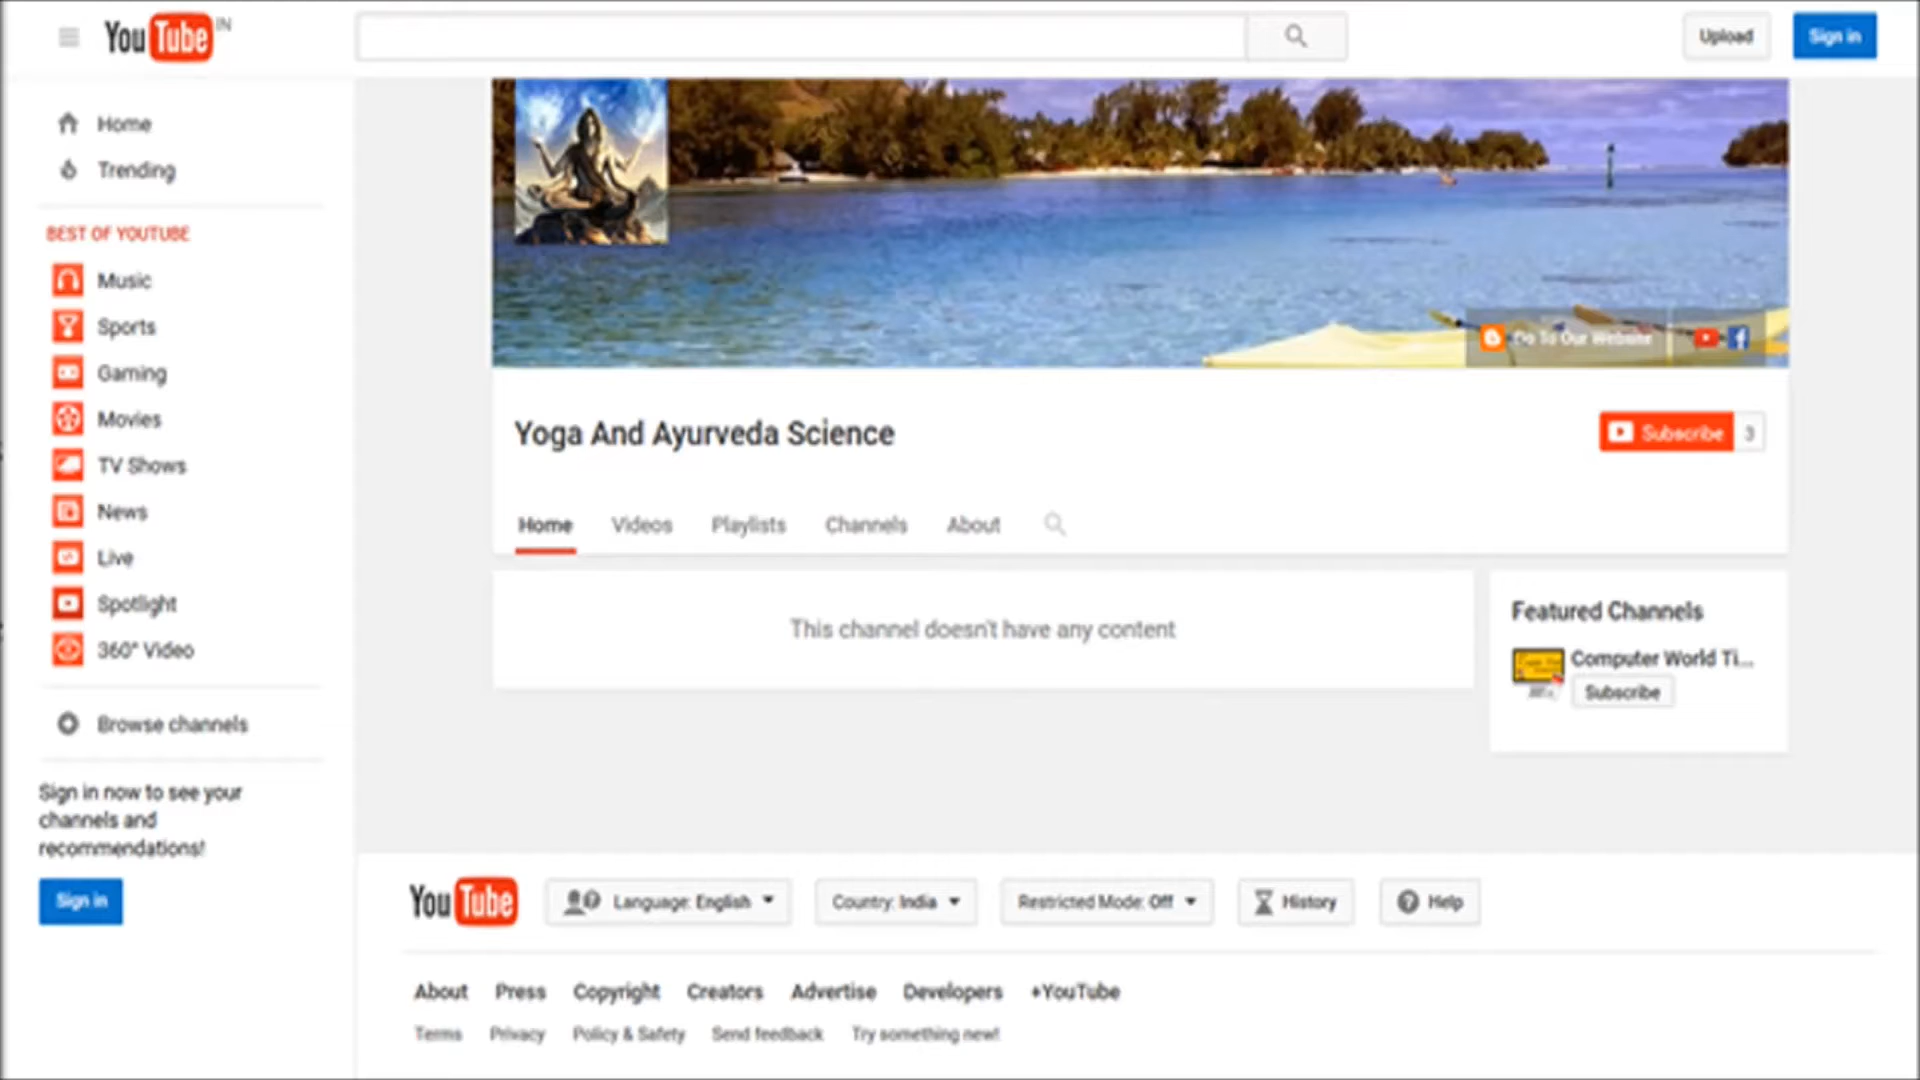 YouTube IN
Upload
Sign in
Home
Trending
BEST OF YOUTUBE
Music
Sports
Gaming
Movies
TV Shows
News
Live
Spotlight
360° Video
Browse channels
Sign in now to see your
channels and
recommendations!
Sign in
Go To Our Website
Yoga And Ayurveda Science
Subscribe 3
Home Videos Playlists Channels About
This channel doesn't have any content
Featured Channels
Computer World Ti...
Subscribe
YouTube Language: English Country: India Restricted Mode: Off History Help
About Press Copyright Creators Advertise Developers +YouTube
Terms Privacy Policy & Safety Send feedback Try something new!